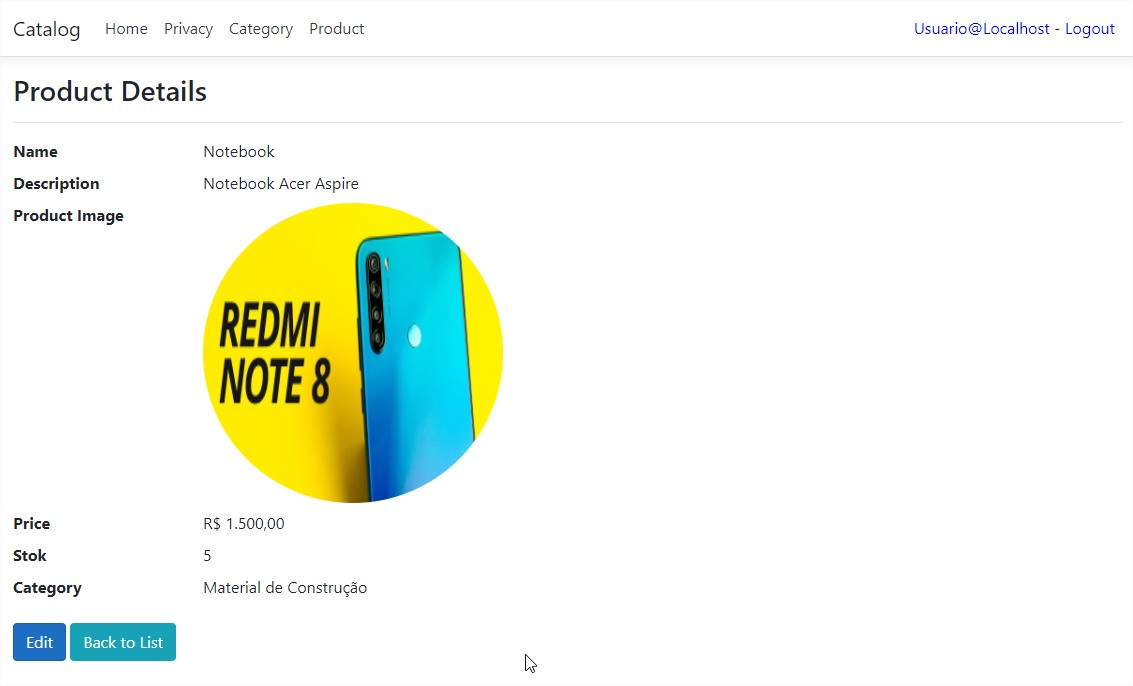 Catalog Home Privacy Category Product Usuario@Localhost - Logout
Product Details
Name Notebook
Description Notebook Acer Aspire
Product Image
REDMI
NOTE 8
Price R$ 1.500,00
Stok 5
Category Material de Construção
Edit Back to List